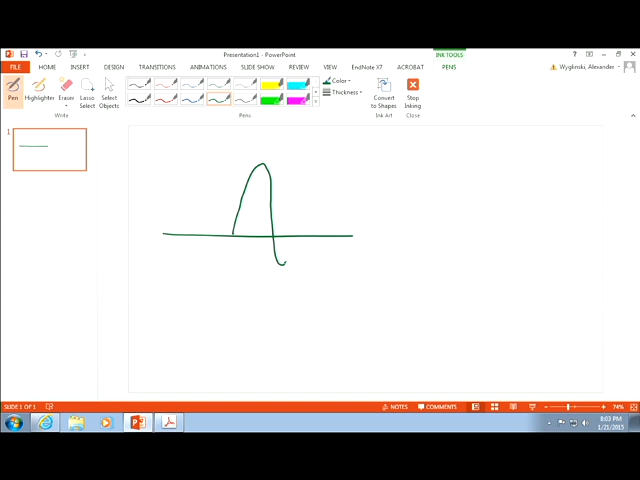 Presentation1 - PowerPoint
INK TOOLS
FILE HOME INSERT DESIGN TRANSITIONS ANIMATIONS SLIDE SHOW REVIEW VIEW EndNote X7 ACROBAT PENS
Wyglinski, Alexander
Pen Highlighter Eraser Lasso Select Select Objects
Color
Thickness
Convert to Shapes Stop Inking
Write Pens Ink Art Close
1
SLIDE 1 OF 1 NOTES COMMENTS 74%
8:03 PM
1/21/2015